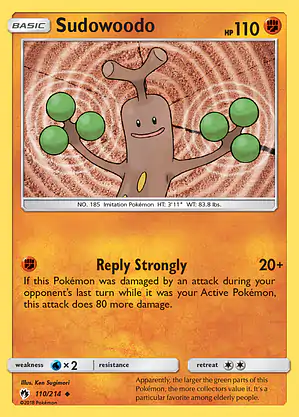 BASIC Sudowoodo HP 110
NO. 185 Imitation Pokémon HT: 3'11" WT: 83.8 lbs.
Reply Strongly 20+
If this Pokémon was damaged by an attack during your
opponent's last turn while it was your Active Pokémon,
this attack does 80 more damage.
weakness ×2 resistance retreat
Illus. Ken Sugimori
110/214
©2018 Pokémon
Apparently, the larger the green parts of this
Pokémon, the more collectors value it. It's a
particular favorite among elderly people.